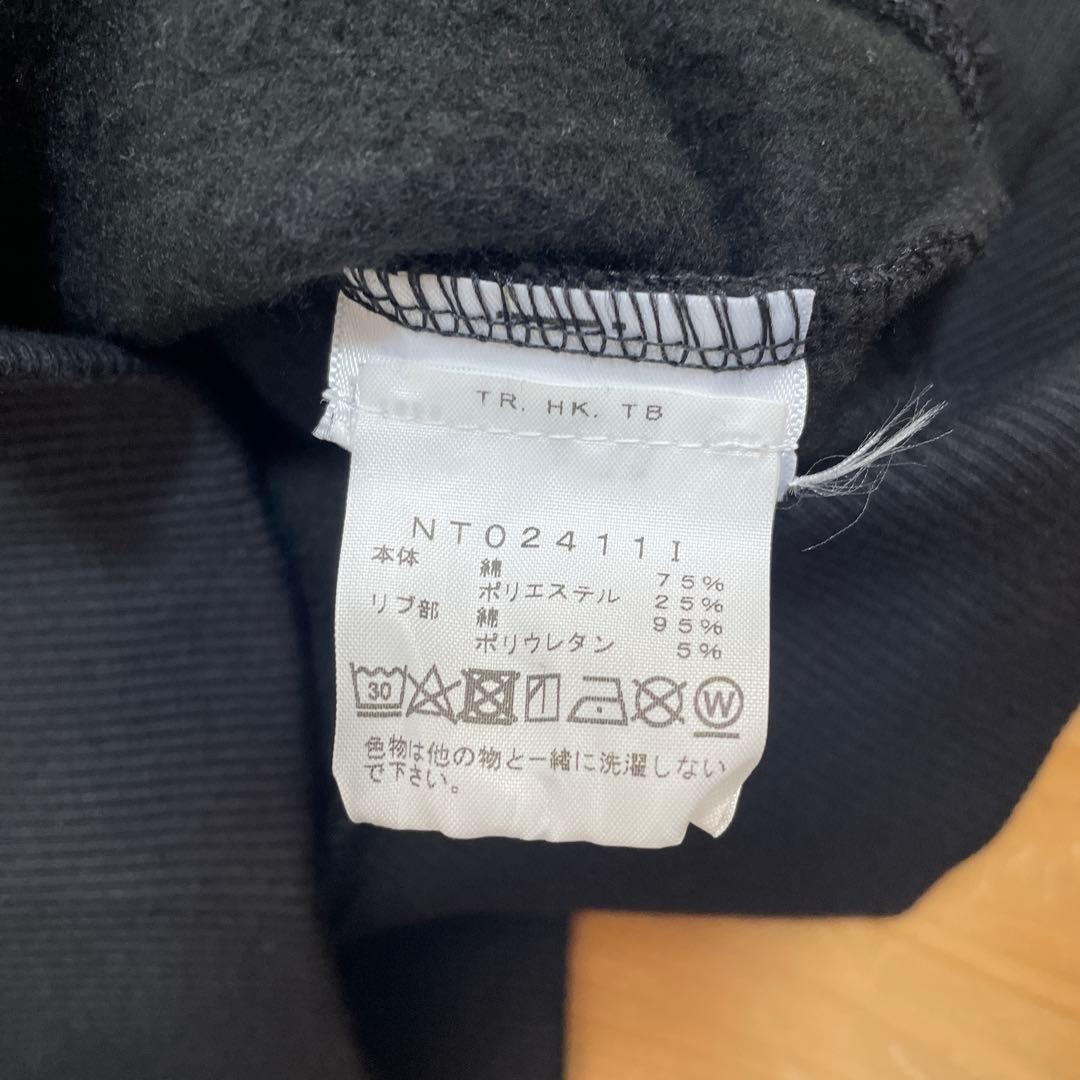 TR. HK. TB
NT02411I
本体 綿 75%
ポリエステル 25%
リブ部 綿 95%
ポリウレタン 5%
30 W
色物は他の物と一緒に洗濯しない
で下さい。